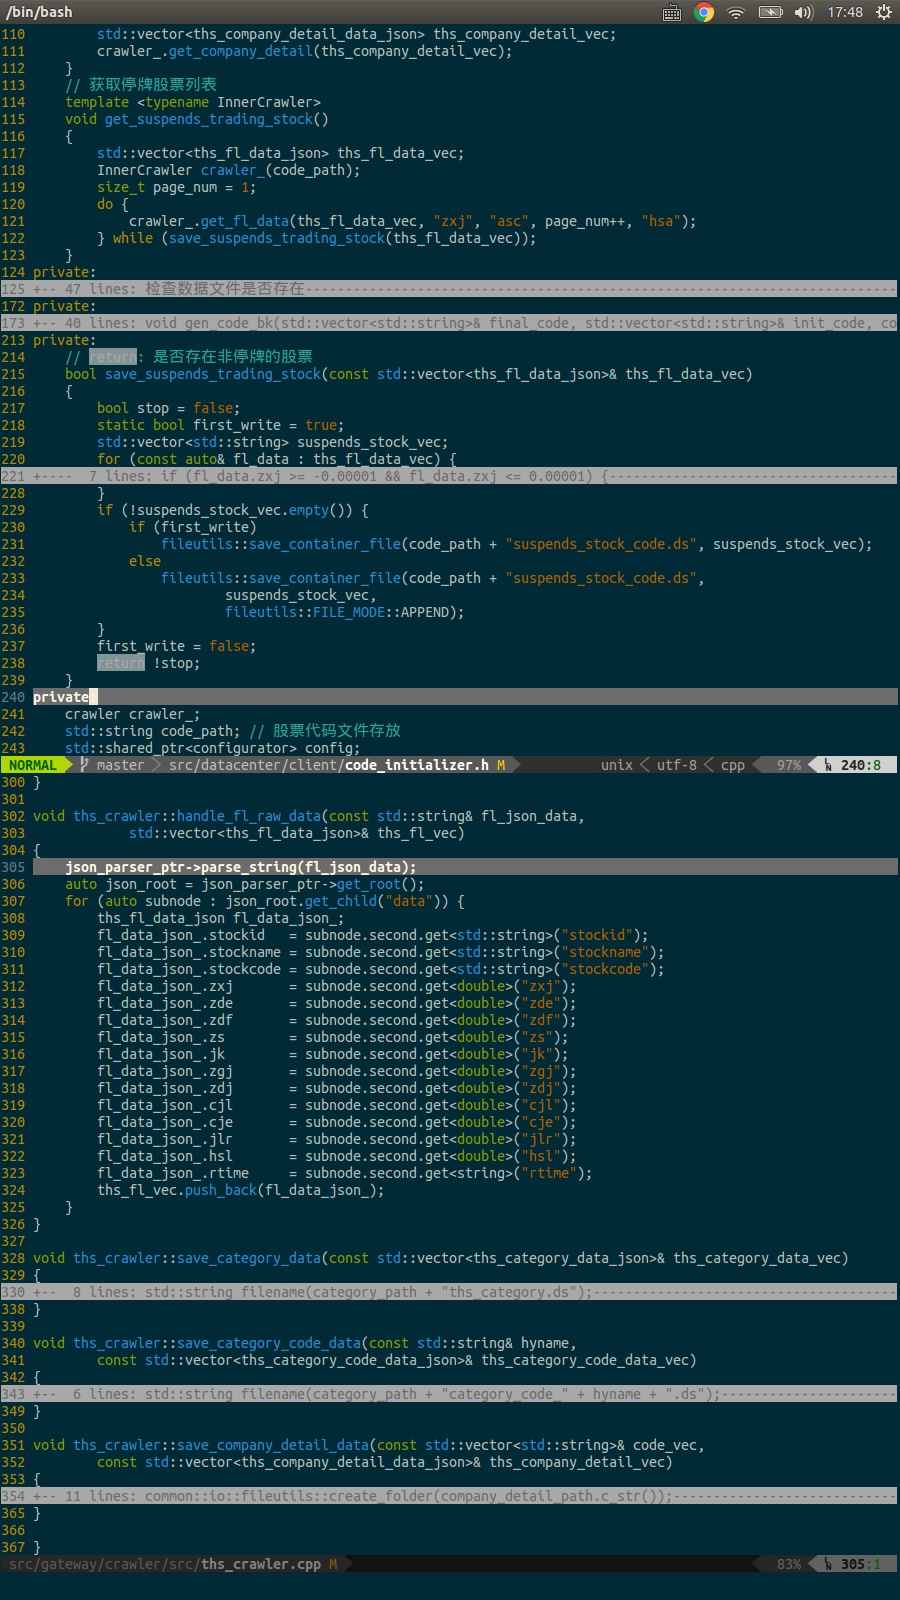 /bin/bash 17:48
110         std::vector<ths_company_detail_data_json> ths_company_detail_vec;
111         crawler_.get_company_detail(ths_company_detail_vec);
112     }
113     // 获取停牌股票列表
114     template <typename InnerCrawler>
115     void get_suspends_trading_stock()
116     {
117         std::vector<ths_fl_data_json> ths_fl_data_vec;
118         InnerCrawler crawler_(code_path);
119         size_t page_num = 1;
120         do {
121             crawler_.get_fl_data(ths_fl_data_vec, "zxj", "asc", page_num++, "hsa");
122         } while (save_suspends_trading_stock(ths_fl_data_vec));
123     }
124 private:
125 +-- 47 lines: 检查数据文件是否存在--------------------------------------------------------------------------
172 private:
173 +-- 40 lines: void gen_code_bk(std::vector<std::string>& final_code, std::vector<std::string>& init_code, co
213 private:
214     // return: 是否存在非停牌的股票
215     bool save_suspends_trading_stock(const std::vector<ths_fl_data_json>& ths_fl_data_vec)
216     {
217         bool stop = false;
218         static bool first_write = true;
219         std::vector<std::string> suspends_stock_vec;
220         for (const auto& fl_data : ths_fl_data_vec) {
221 +----  7 lines: if (fl_data.zxj >= -0.00001 && fl_data.zxj <= 0.00001) {------------------------------------
228         }
229         if (!suspends_stock_vec.empty()) {
230             if (first_write)
231                 fileutils::save_container_file(code_path + "suspends_stock_code.ds", suspends_stock_vec);
232             else
233                 fileutils::save_container_file(code_path + "suspends_stock_code.ds",
234                         suspends_stock_vec,
235                         fileutils::FILE_MODE::APPEND);
236         }
237         first_write = false;
238         return !stop;
239     }
240 private:
241     crawler crawler_;
242     std::string code_path; // 股票代码文件存放
243     std::shared_ptr<configurator> config;
NORMAL master src/datacenter/client/code_initializer.h M unix utf-8 cpp 97% LN 240:8
300 }
301
302 void ths_crawler::handle_fl_raw_data(const std::string& fl_json_data,
303             std::vector<ths_fl_data_json>& ths_fl_vec)
304 {
305     json_parser_ptr->parse_string(fl_json_data);
306     auto json_root = json_parser_ptr->get_root();
307     for (auto subnode : json_root.get_child("data")) {
308         ths_fl_data_json fl_data_json_;
309         fl_data_json_.stockid   = subnode.second.get<std::string>("stockid");
310         fl_data_json_.stockname = subnode.second.get<std::string>("stockname");
311         fl_data_json_.stockcode = subnode.second.get<std::string>("stockcode");
312         fl_data_json_.zxj       = subnode.second.get<double>("zxj");
313         fl_data_json_.zde       = subnode.second.get<double>("zde");
314         fl_data_json_.zdf       = subnode.second.get<double>("zdf");
315         fl_data_json_.zs        = subnode.second.get<double>("zs");
316         fl_data_json_.jk        = subnode.second.get<double>("jk");
317         fl_data_json_.zgj       = subnode.second.get<double>("zgj");
318         fl_data_json_.zdj       = subnode.second.get<double>("zdj");
319         fl_data_json_.cjl       = subnode.second.get<double>("cjl");
320         fl_data_json_.cje       = subnode.second.get<double>("cje");
321         fl_data_json_.jlr       = subnode.second.get<double>("jlr");
322         fl_data_json_.hsl       = subnode.second.get<double>("hsl");
323         fl_data_json_.rtime     = subnode.second.get<string>("rtime");
324         ths_fl_vec.push_back(fl_data_json_);
325     }
326 }
327
328 void ths_crawler::save_category_data(const std::vector<ths_category_data_json>& ths_category_data_vec)
329 {
330 +--  8 lines: std::string filename(category_path + "ths_category.ds");--------------------------------------
338 }
339
340 void ths_crawler::save_category_code_data(const std::string& hyname,
341         const std::vector<ths_category_code_data_json>& ths_category_code_data_vec)
342 {
343 +--  6 lines: std::string filename(category_path + "category_code_" + hyname + ".ds");----------------------
349 }
350
351 void ths_crawler::save_company_detail_data(const std::vector<std::string>& code_vec,
352         const std::vector<ths_company_detail_data_json>& ths_company_detail_vec)
353 {
354 +-- 11 lines: common::io::fileutils::create_folder(company_detail_path.c_str());----------------------------
365 }
366
367 }
src/gateway/crawler/src/ths_crawler.cpp M 83% LN 305:1